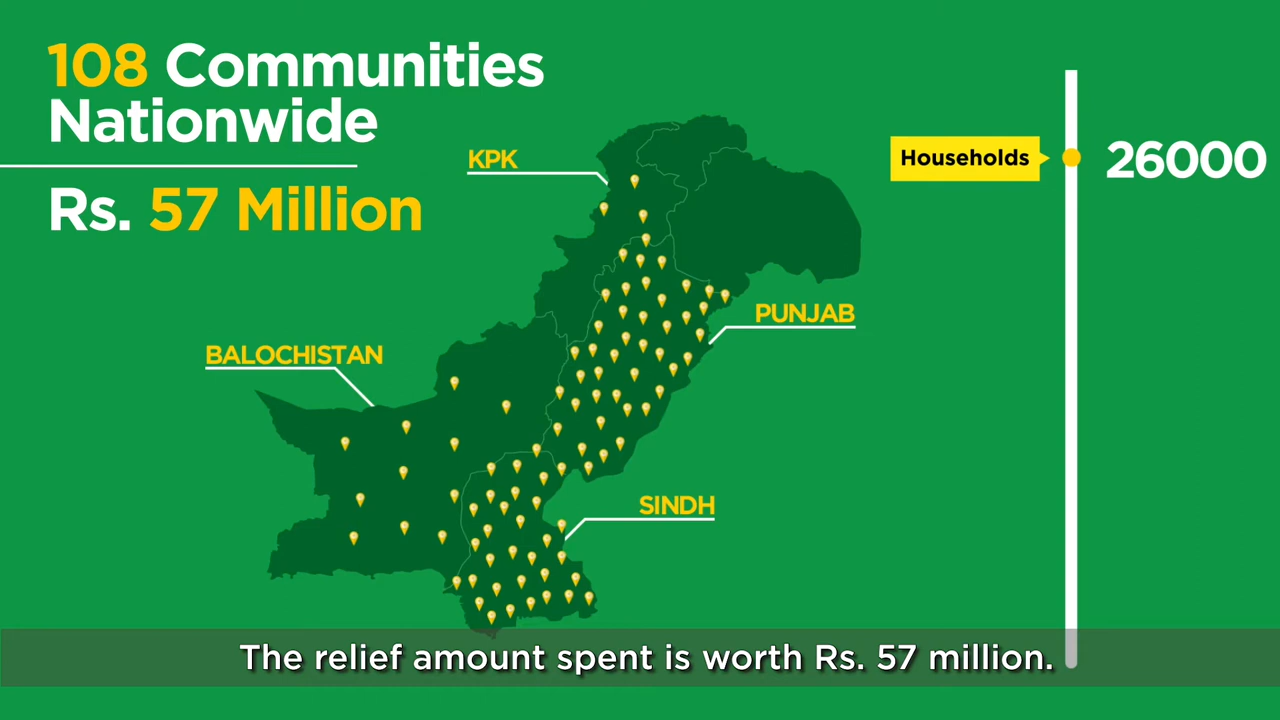 108 Communities
Nationwide
Rs. 57 Million
KPK
Households
26000
PUNJAB
BALOCHISTAN
SINDH
The relief amount spent is worth Rs. 57 million.